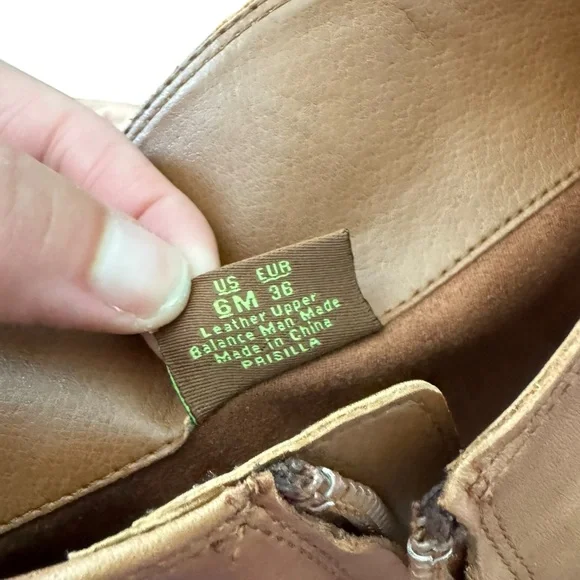 US EUR
6M 36
Leather Upper
Balance Man Made
Made in China
PRISILLA